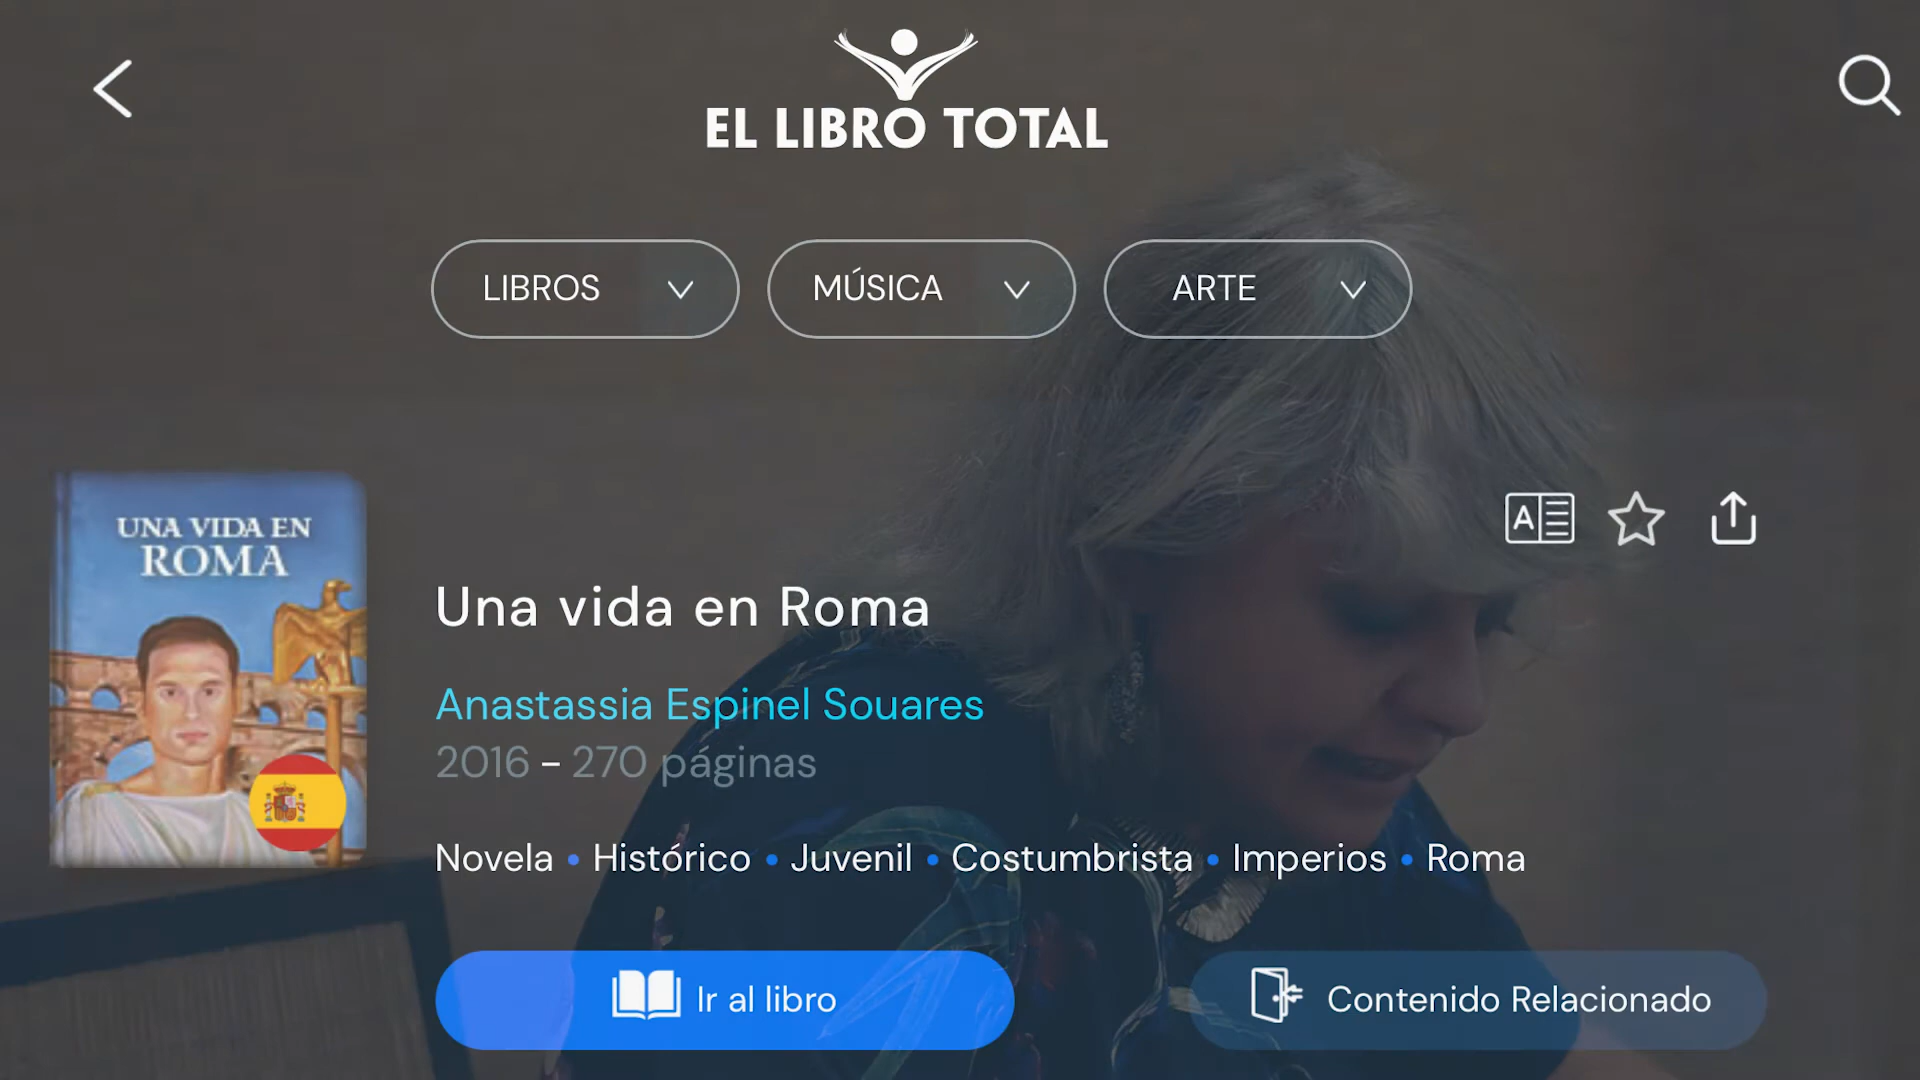 EL LIBRO TOTAL
LIBROS
MÚSICA
ARTE
UNA VIDA EN
ROMA
A
Una vida en Roma
Anastassia Espinel Souares
2016 - 270 páginas
Novela • Histórico • Juvenil • Costumbrista • Imperios • Roma
Ir al libro
Contenido Relacionado